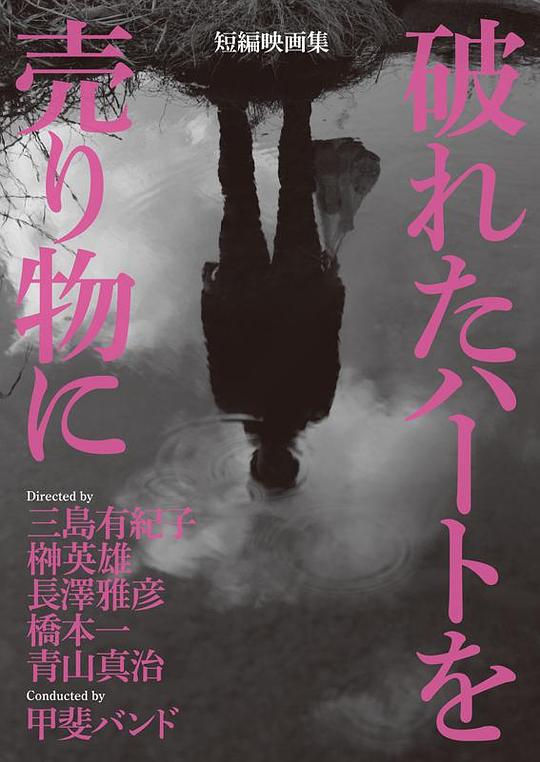 短編映画集
破れたハートを
売り物に
Directed by
三島有紀子
榊英雄
長澤雅彦
橋本一
青山真治
Conducted by
甲斐バンド